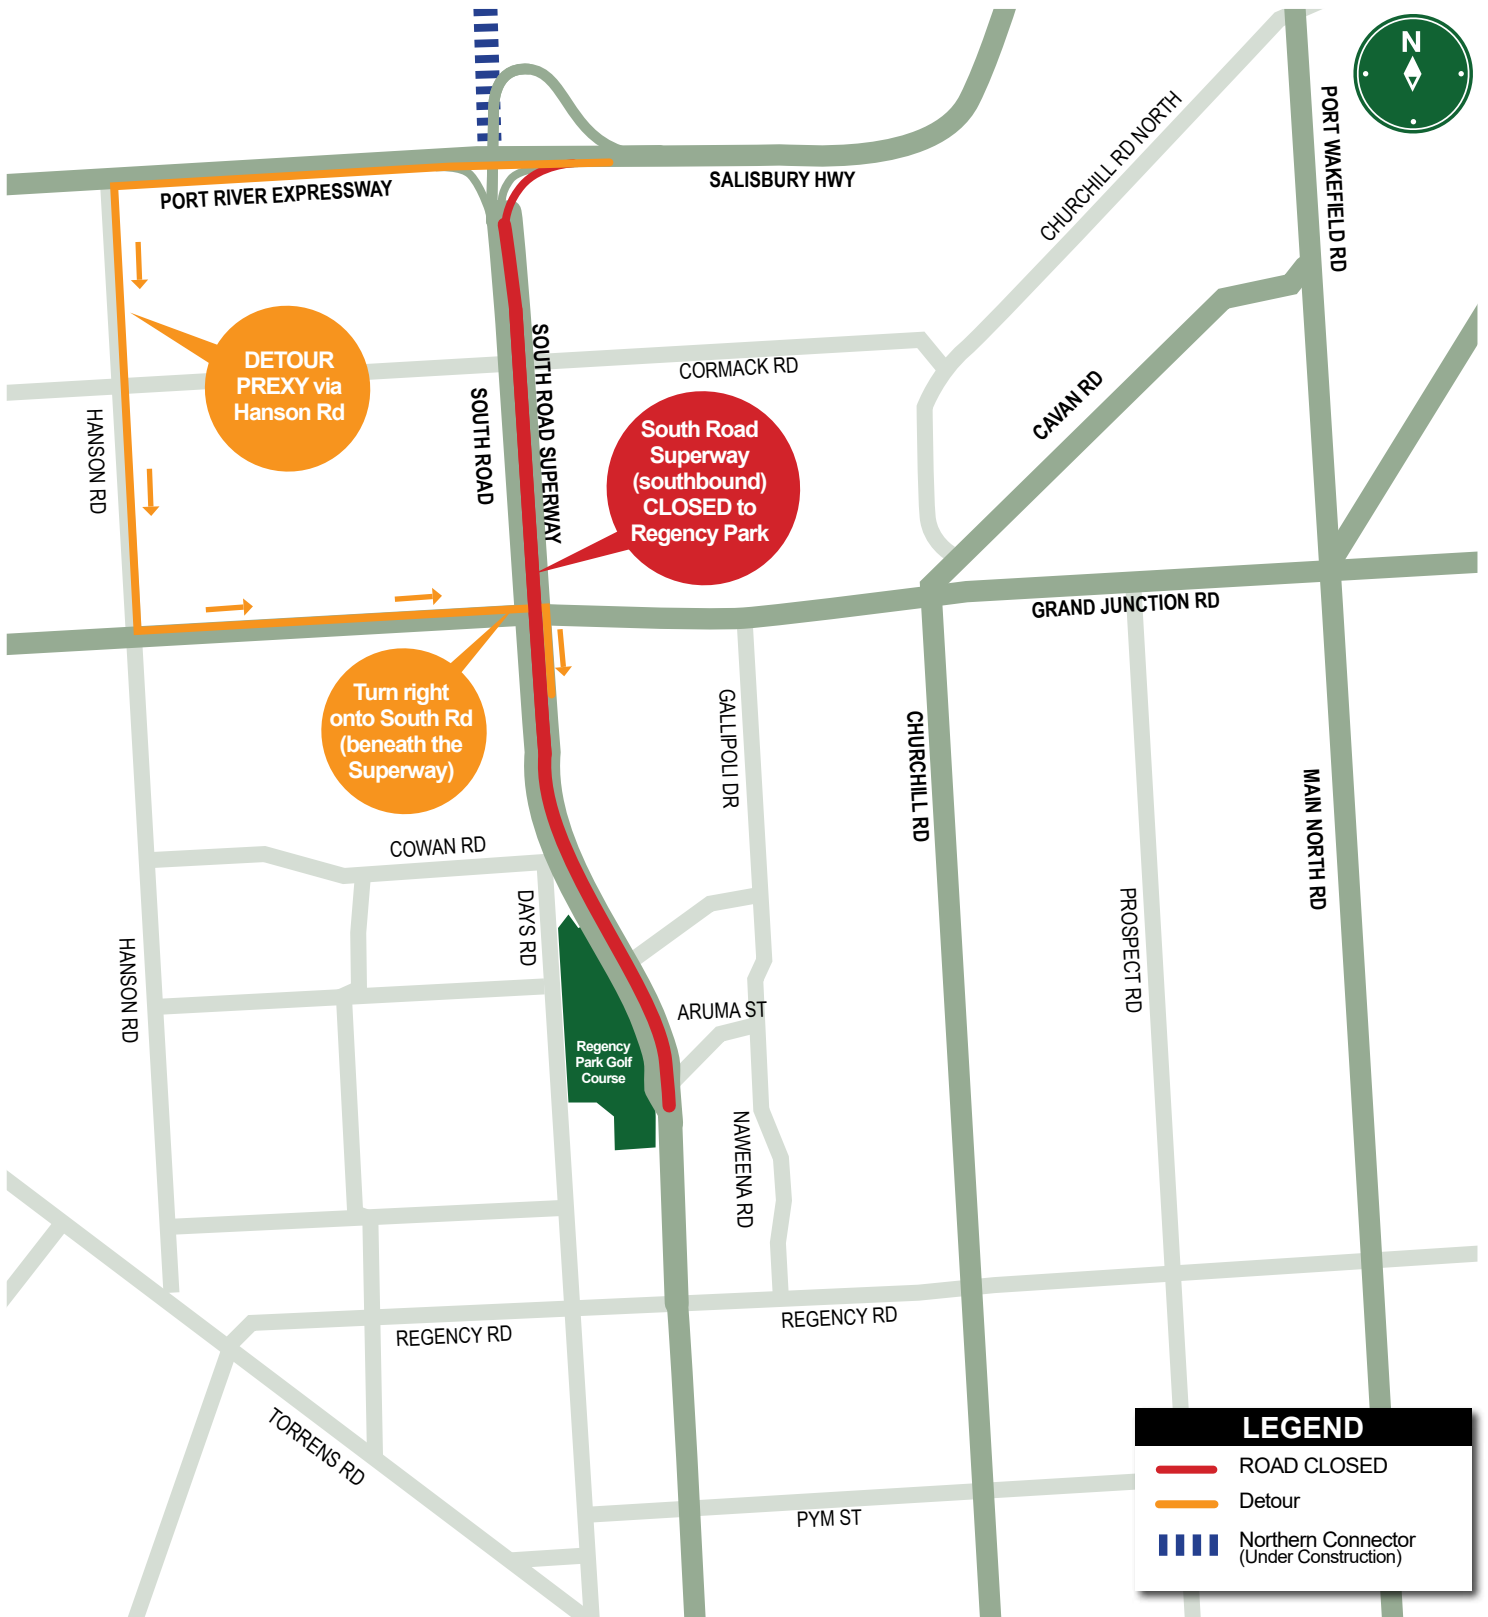 N
PORT RIVER EXPRESSWAY
SALISBURY HWY
CHURCHILL RD NORTH
PORT WAKEFIELD RD
DETOUR
PREXY via
Hanson Rd
HANSON RD
SOUTH ROAD
SOUTH ROAD SUPERWAY
CORMACK RD
South Road
Superway
(southbound)
CLOSED to
Regency Park
CAVAN RD
GRAND JUNCTION RD
Turn right
onto South Rd
(beneath the
Superway)
GALLIPOLI DR
CHURCHILL RD
MAIN NORTH RD
COWAN RD
DAYS RD
HANSON RD
PROSPECT RD
ARUMA ST
Regency
Park Golf
Course
NAWEENA RD
REGENCY RD
REGENCY RD
TORRENS RD
PYM ST
LEGEND
ROAD CLOSED
Detour
Northern Connector
(Under Construction)